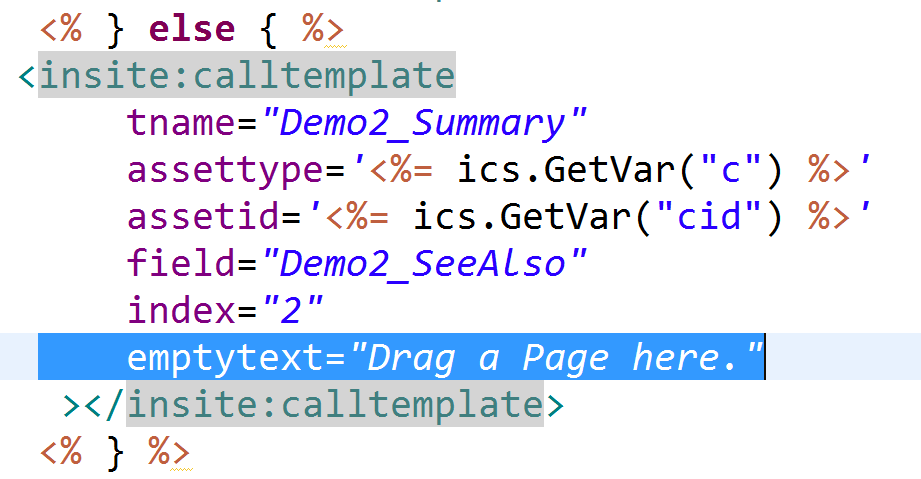 <% } else { %>
<insite:calltemplate
tname="Demo2_Summary"
assettype='<%= ics.GetVar("c") %>'
assetid='<%= ics.GetVar("cid") %>'
field="Demo2_SeeAlso"
index="2"
emptytext="Drag a Page here."
></insite:calltemplate>
<% } %>